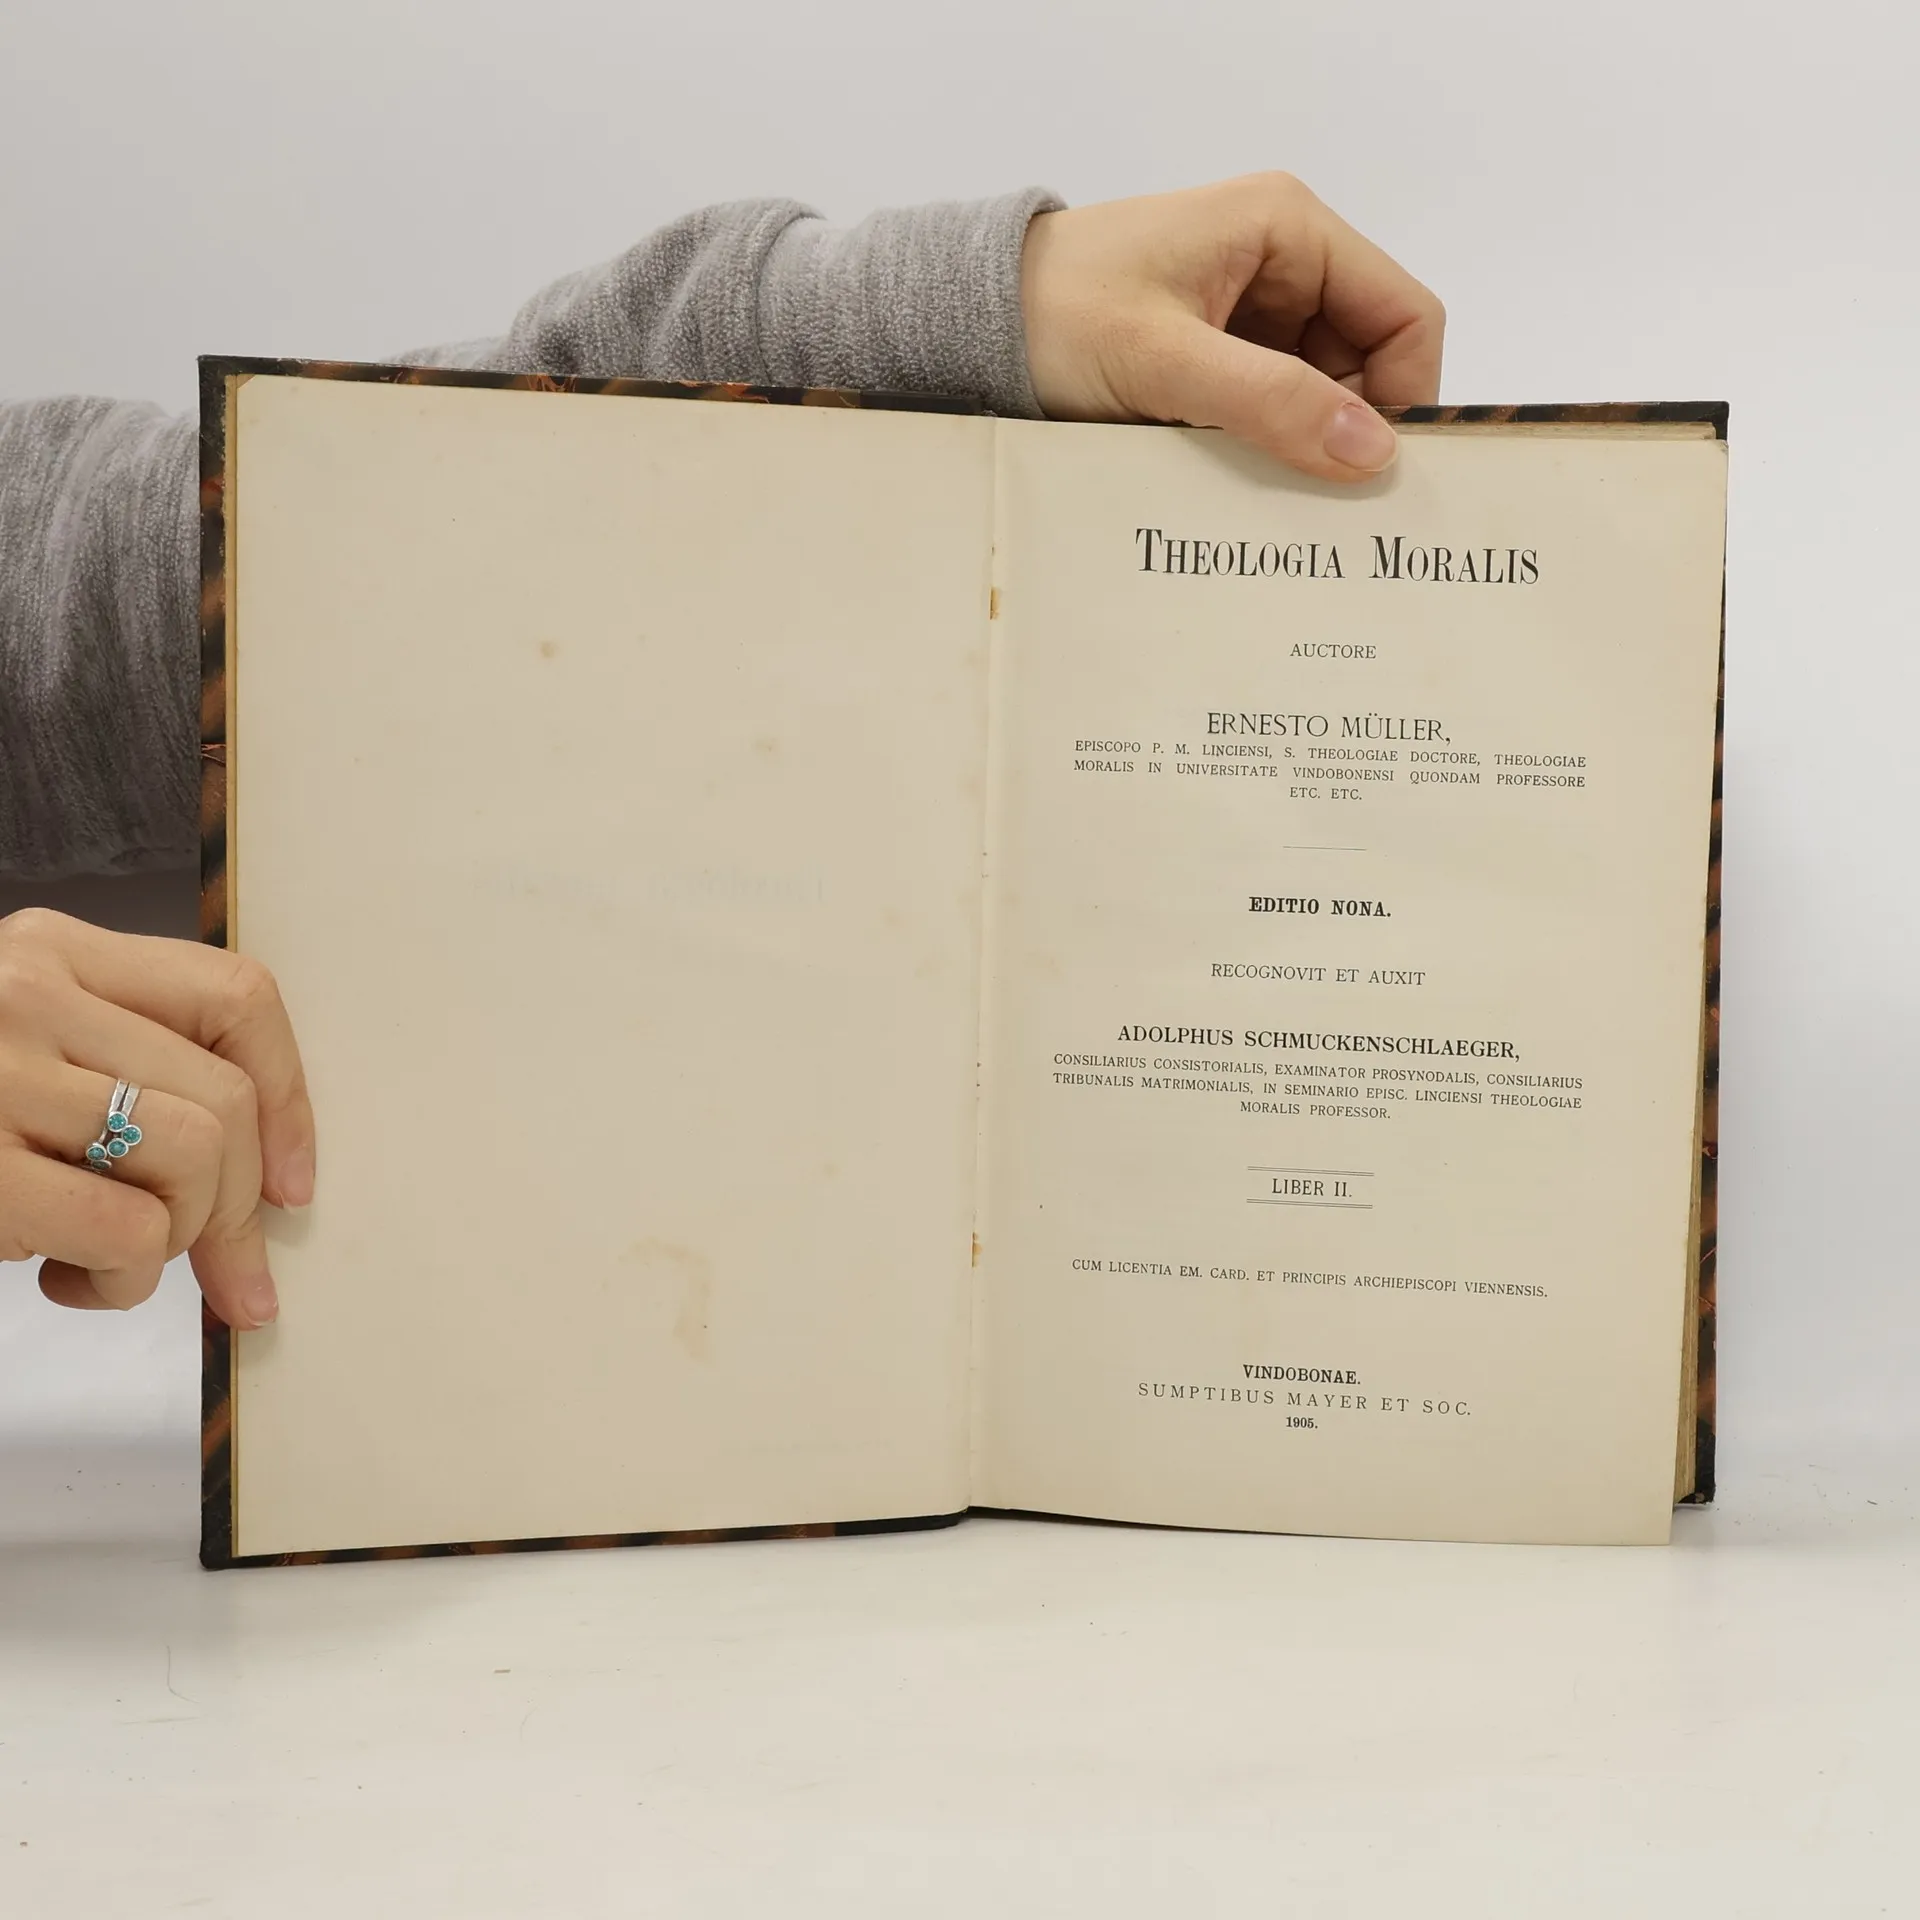 THEOLOGIA MORALIS
AUCTORE
ERNESTO MÜLLER,
EPISCOPO P. M. LINCIENSI, S. THEOLOGIAE DOCTORE, THEOLOGIAE
MORALIS IN UNIVERSITATE VINDOBONENSI QUONDAM PROFESSORE
ETC. ETC.
EDITIO NONA.
RECOGNOVIT ET AUXIT
ADOLPHUS SCHMUCKENSCHLAEGER,
CONSILIARIUS CONSISTORIALIS, EXAMINATOR PROSYNODALIS, CONSILIARIUS
TRIBUNALIS MATRIMONIALIS, IN SEMINARIO EPISC. LINCIENSI THEOLOGIAE
MORALIS PROFESSOR.
LIBER II.
CUM LICENTIA EM. CARD. ET PRINCIPIS ARCHIEPISCOPI VIENNENSIS.
VINDOBONAE.
SUMPTIBUS MAYER ET SOC.
1905.